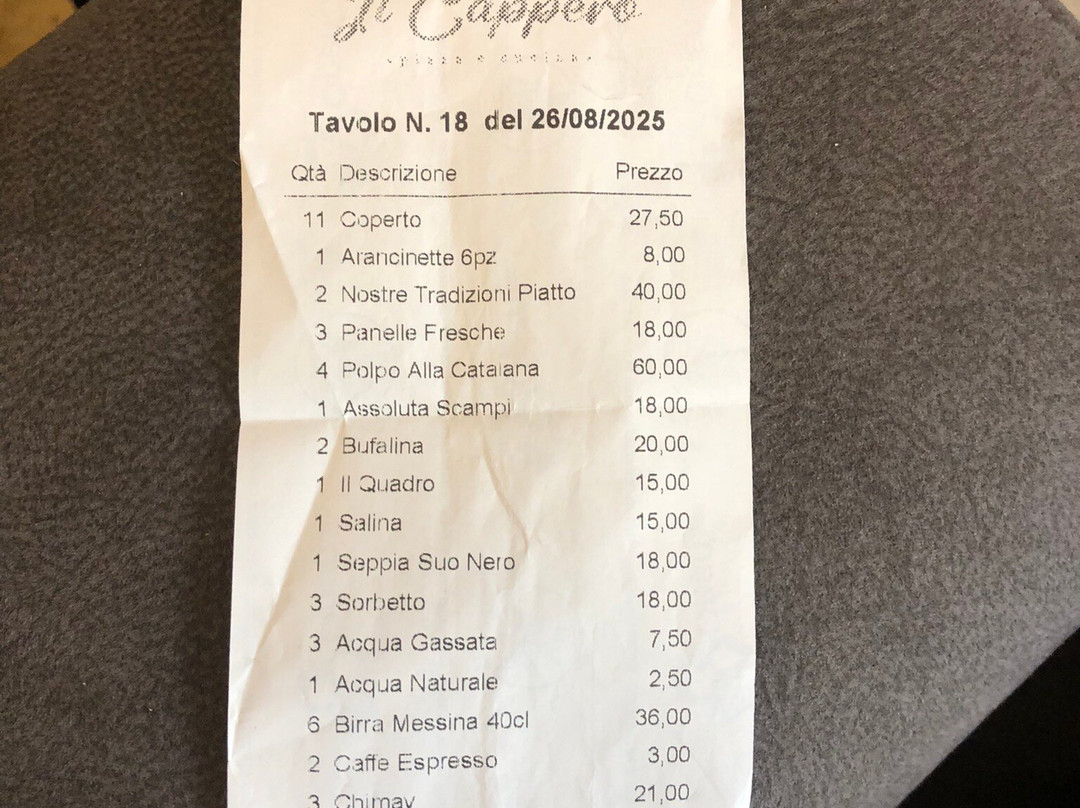 Il Cappero
pizza e cucina
Tavolo N. 18 del 26/08/2025
Qtà Descrizione Prezzo
11 Coperto 27,50
1 Arancinette 6pz 8,00
2 Nostre Tradizioni Piatto 40,00
3 Panelle Fresche 18,00
4 Polpo Alla Catalana 60,00
1 Assoluta Scampi 18,00
2 Bufalina 20,00
1 Il Quadro 15,00
1 Salina 15,00
1 Seppia Suo Nero 18,00
3 Sorbetto 18,00
3 Acqua Gassata 7,50
1 Acqua Naturale 2,50
6 Birra Messina 40cl 36,00
2 Caffe Espresso 3,00
3 Chimay 21,00